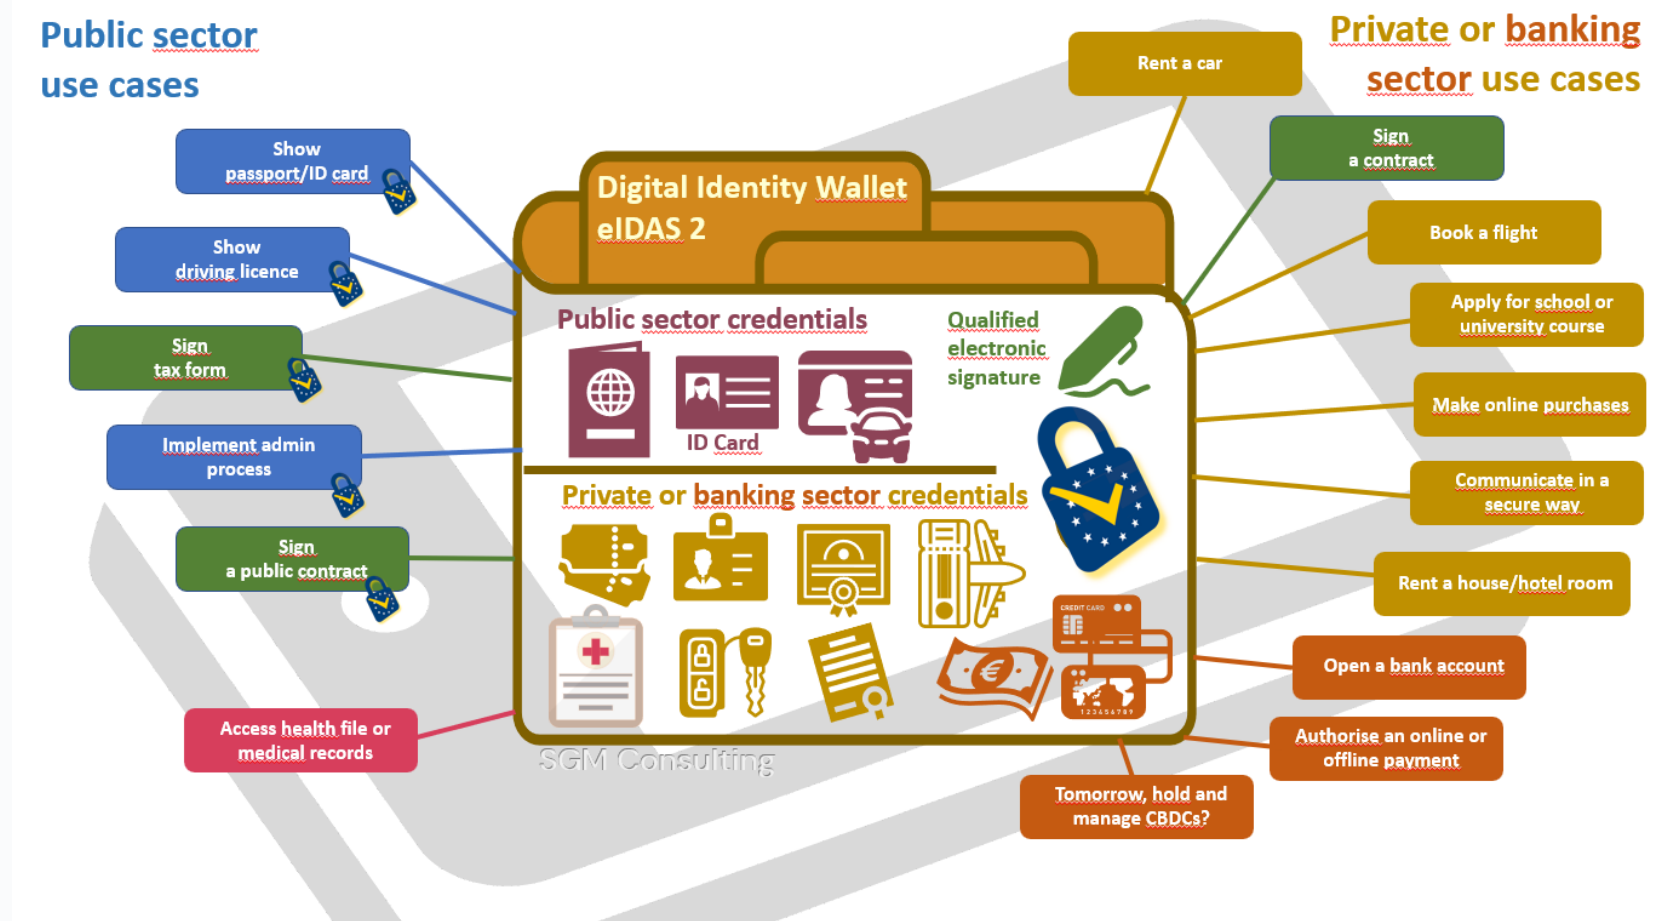 Public sector
use cases
Private or banking
sector use cases
Rent a car
Sign
a contract
Show
passport/ID card
Show
driving licence
Sign
tax form
Implement admin
process
Sign
a public contract
Access health file or
medical records
Digital Identity Wallet
eIDAS 2
Public sector credentials
Qualified
electronic
signature
ID Card
Private or banking sector credentials
CREDIT CARD
123456789
SGM Consulting
Book a flight
Apply for school or
university course
Make online purchases
Communicate in a
secure way
Rent a house/hotel room
Open a bank account
Authorise an online or
offline payment
Tomorrow, hold and
manage CBDCs?